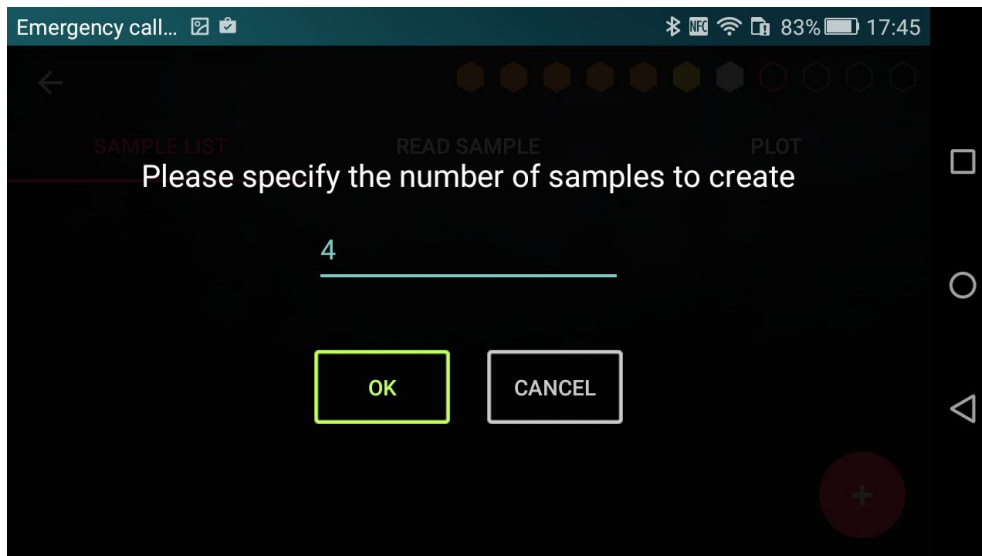 Emergency call... NFC 83% 17:45
SAMPLE LIST READ SAMPLE PLOT
Please specify the number of samples to create
4
OK CANCEL
+